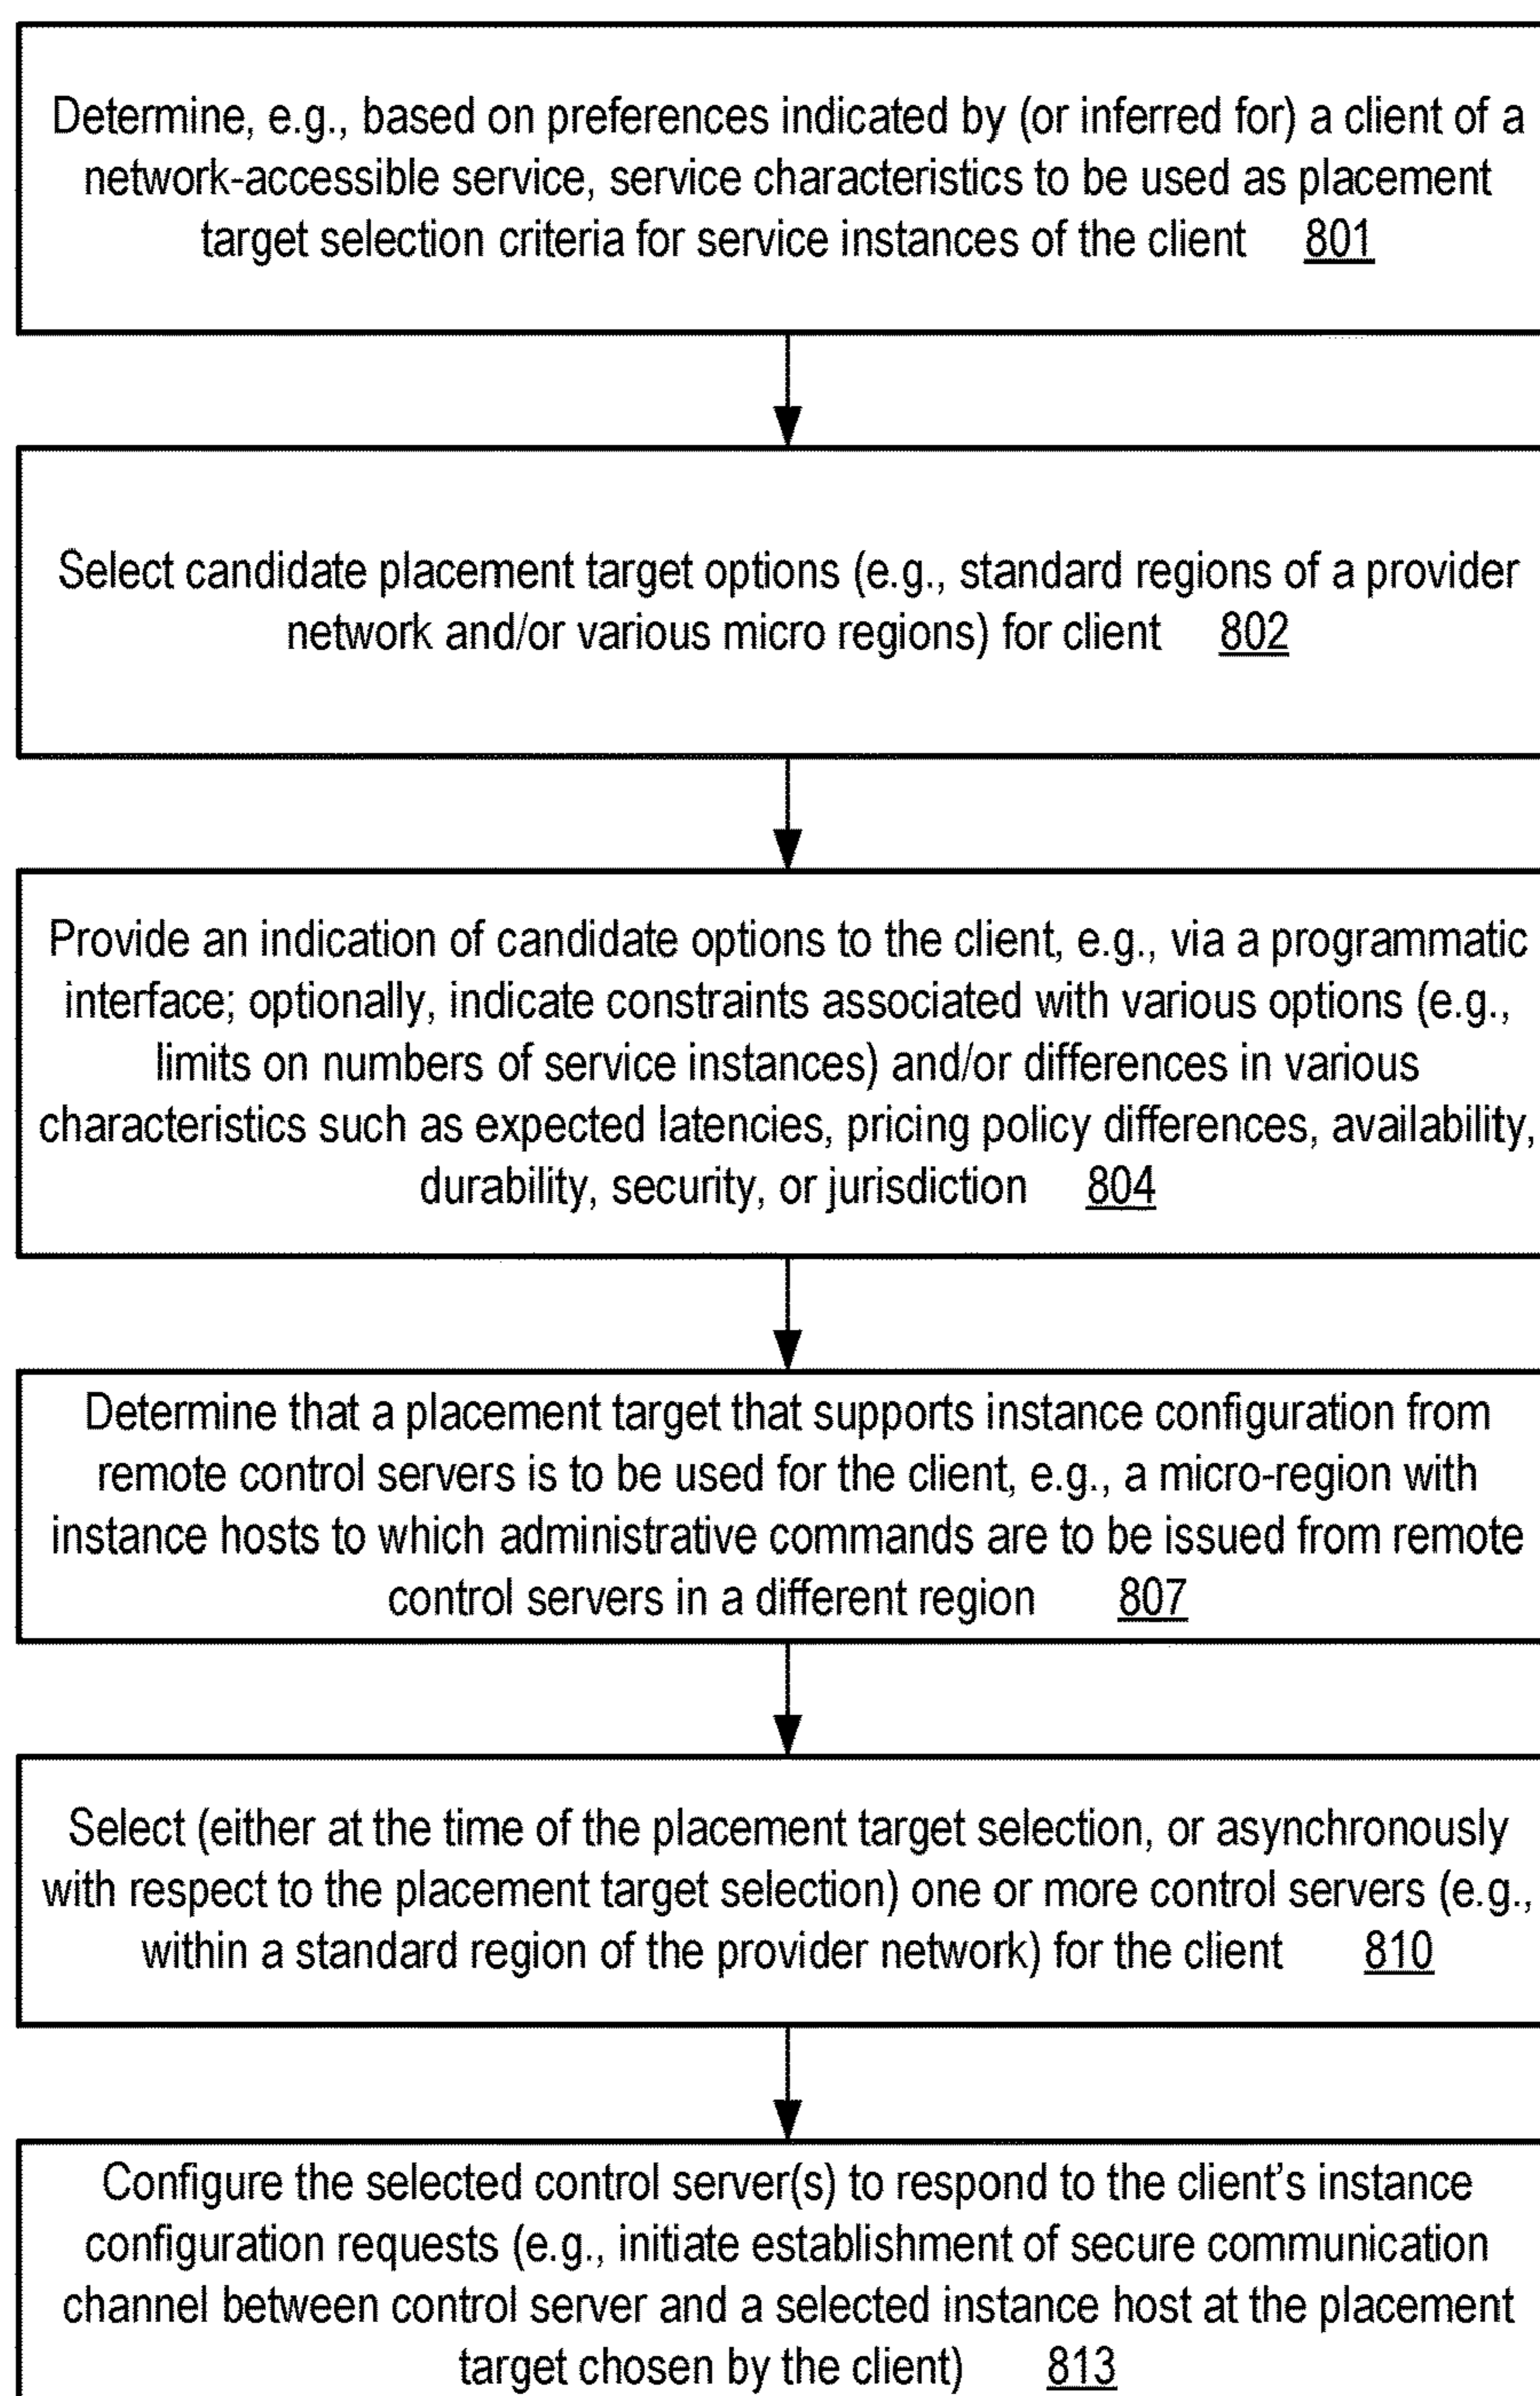 Determine, e.g., based on preferences indicated by (or inferred for) a client of a
network-accessible service, service characteristics to be used as placement
target selection criteria for service instances of the client 801
Select candidate placement target options (e.g., standard regions of a provider
network and/or various micro regions) for client 802
Provide an indication of candidate options to the client, e.g., via a programmatic
interface; optionally, indicate constraints associated with various options (e.g.,
limits on numbers of service instances) and/or differences in various
characteristics such as expected latencies, pricing policy differences, availability,
durability, security, or jurisdiction 804
Determine that a placement target that supports instance configuration from
remote control servers is to be used for the client, e.g., a micro-region with
instance hosts to which administrative commands are to be issued from remote
control servers in a different region 807
Select (either at the time of the placement target selection, or asynchronously
with respect to the placement target selection) one or more control servers (e.g.,
within a standard region of the provider network) for the client 810
Configure the selected control server(s) to respond to the client's instance
configuration requests (e.g., initiate establishment of secure communication
channel between control server and a selected instance host at the placement
target chosen by the client) 813